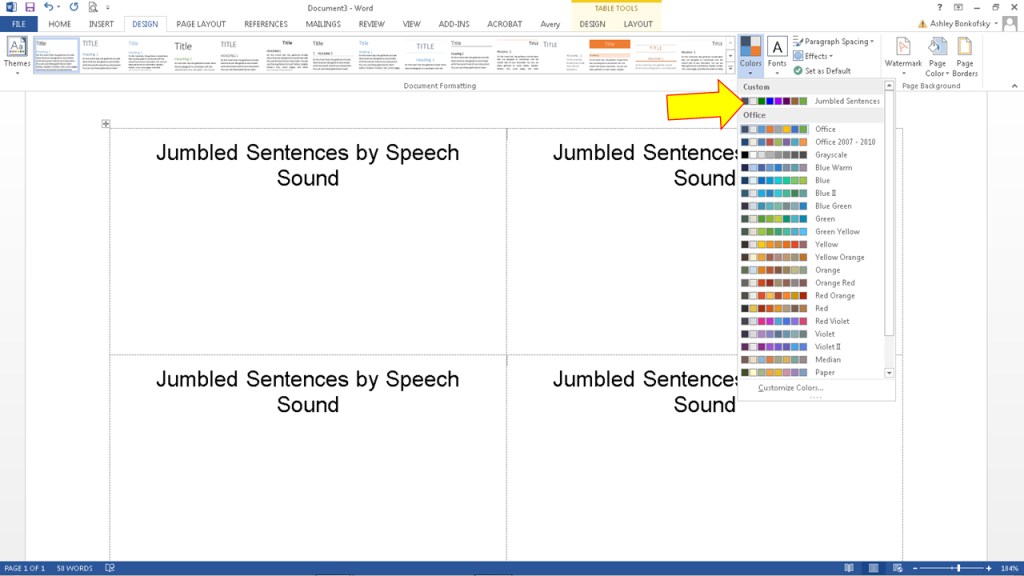 Document3 - Word
TABLE TOOLS
FILE HOME INSERT DESIGN PAGE LAYOUT REFERENCES MAILINGS REVIEW VIEW ADD-INS ACROBAT Avery DESIGN LAYOUT
Ashley Bonkofsky
Themes
Title
TITLE
Title
Title
TITLE
Title
Title
Title
TITLE
Title
Title
TITLE
Title
TITLE
Title
Colors
Fonts
Paragraph Spacing
Effects
Set as Default
Watermark
Page Color
Page Borders
Document Formatting
Page Background
Custom
Jumbled Sentences
Office
Office
Office 2007 - 2010
Grayscale
Blue Warm
Blue
Blue II
Blue Green
Green
Green Yellow
Yellow
Yellow Orange
Orange
Orange Red
Red Orange
Red
Red Violet
Violet
Violet II
Median
Paper
Customize Colors...
Jumbled Sentences by Speech
Sound
Jumbled Sentences
Sound
Jumbled Sentences by Speech
Sound
Jumbled Sentences
Sound
PAGE 1 OF 1 58 WORDS
184%